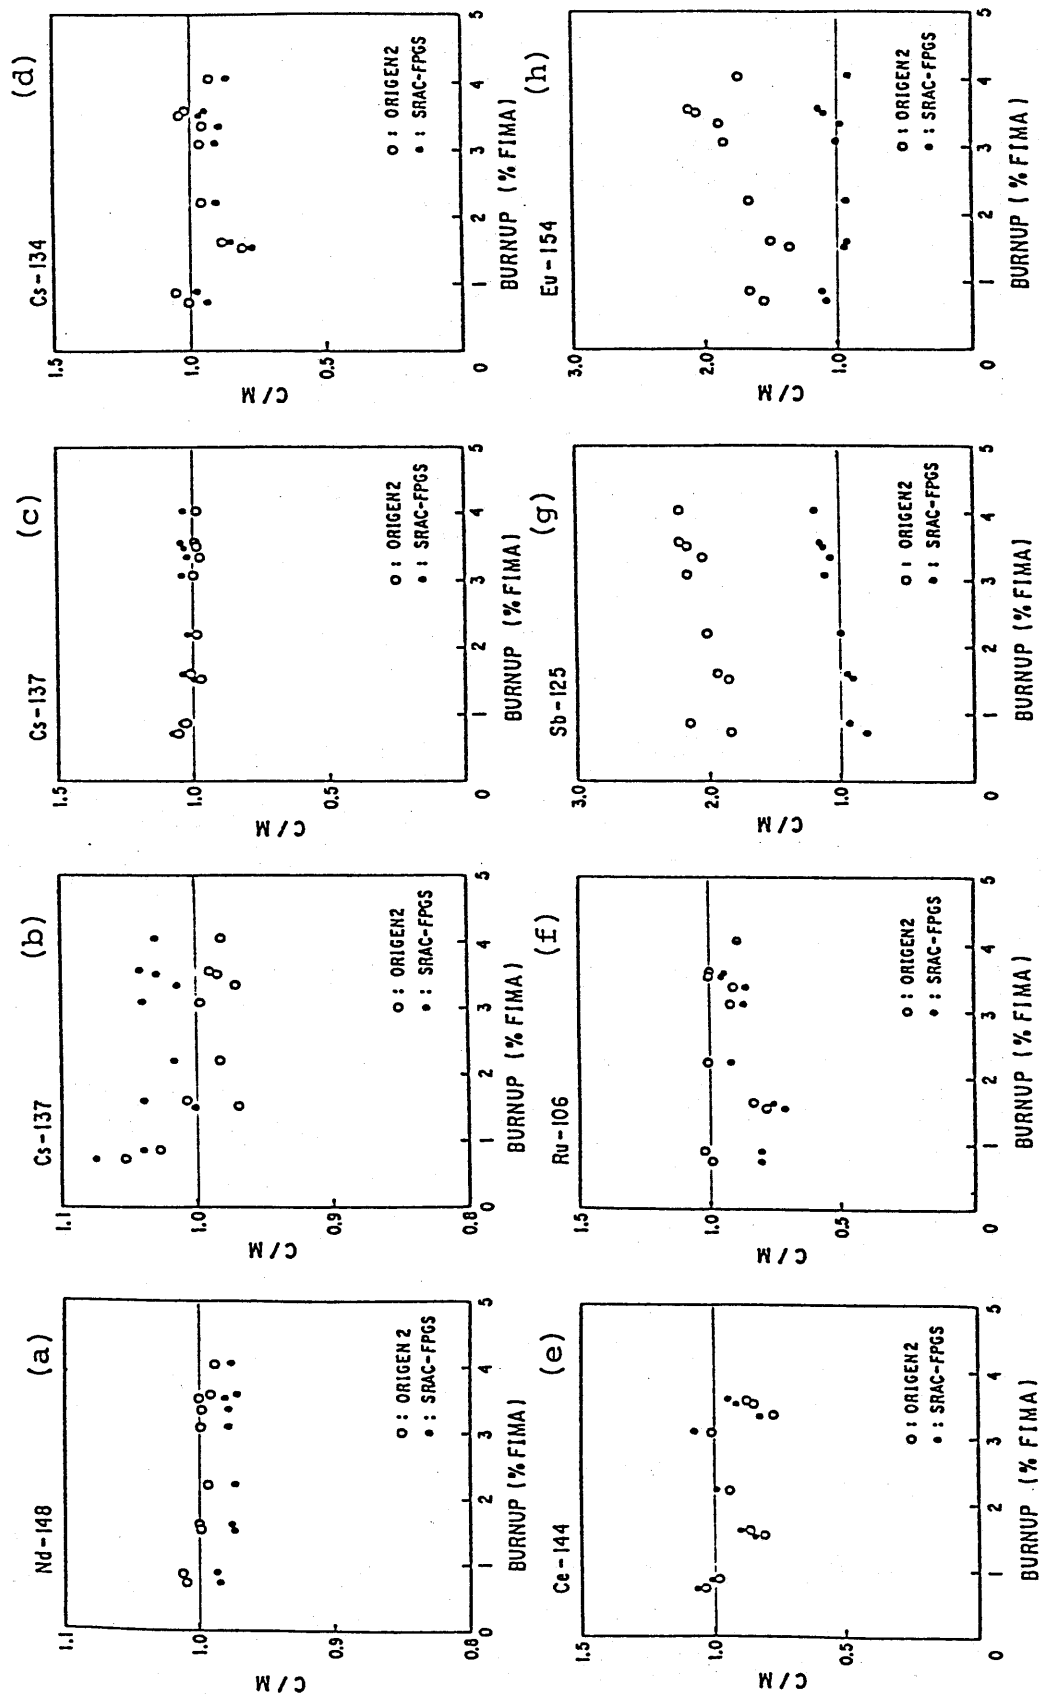 (a)
Nd-148
1.1
1.0
0.9
0.8
C/M
o : ORIGEN2
• : SRAC-FPGS
0 1 2 3 4 5
BURNUP (%FIMA)
(b)
Cs-137
1.1
1.0
0.9
0.8
C/M
o : ORIGEN2
• : SRAC-FPGS
0 1 2 3 4 5
BURNUP (%FIMA)
(c)
Cs-137
1.5
1.0
0.5
C/M
o : ORIGEN2
• : SRAC-FPGS
0 1 2 3 4 5
BURNUP (%FIMA)
(d)
Cs-134
1.5
1.0
0.5
C/M
o : ORIGEN2
• : SRAC-FPGS
0 1 2 3 4 5
BURNUP (%FIMA)
(e)
Ce-144
1.5
1.0
0.5
C/M
o : ORIGEN2
• : SRAC-FPGS
0 1 2 3 4 5
BURNUP (%FIMA)
(f)
Ru-106
1.5
1.0
0.5
C/M
o : ORIGEN2
• : SRAC-FPGS
0 1 2 3 4 5
BURNUP (%FIMA)
(g)
Sb-125
3.0
2.0
1.0
C/M
o : ORIGEN2
• : SRAC-FPGS
0 1 2 3 4 5
BURNUP (%FIMA)
(h)
Eu-154
3.0
2.0
1.0
C/M
o : ORIGEN2
• : SRAC-FPGS
0 1 2 3 4 5
BURNUP (%FIMA)